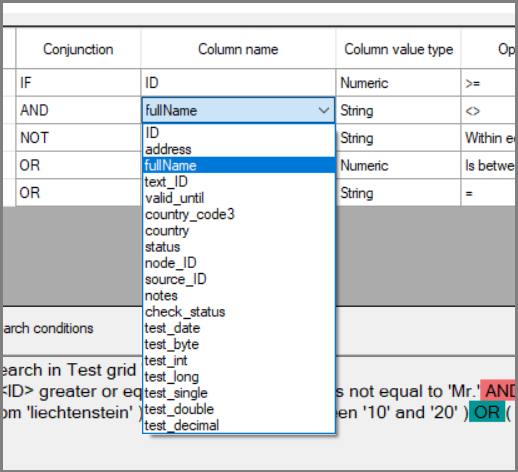 Conjunction Column name Column value type Op
IF ID Numeric >=
AND fullName String <>
NOT String Within e
OR Numeric Is betwe
OR String =
ID
address
fullName
text_ID
valid_until
country_code3
country
status
node_ID
source_ID
notes
check_status
test_date
test_byte
test_int
test_long
test_single
test_double
test_decimal
arch conditions
earch in Test grid
<ID> greater or eq s not equal to 'Mr.' AND
om 'liechtenstein' ) een '10' and '20' ) OR (